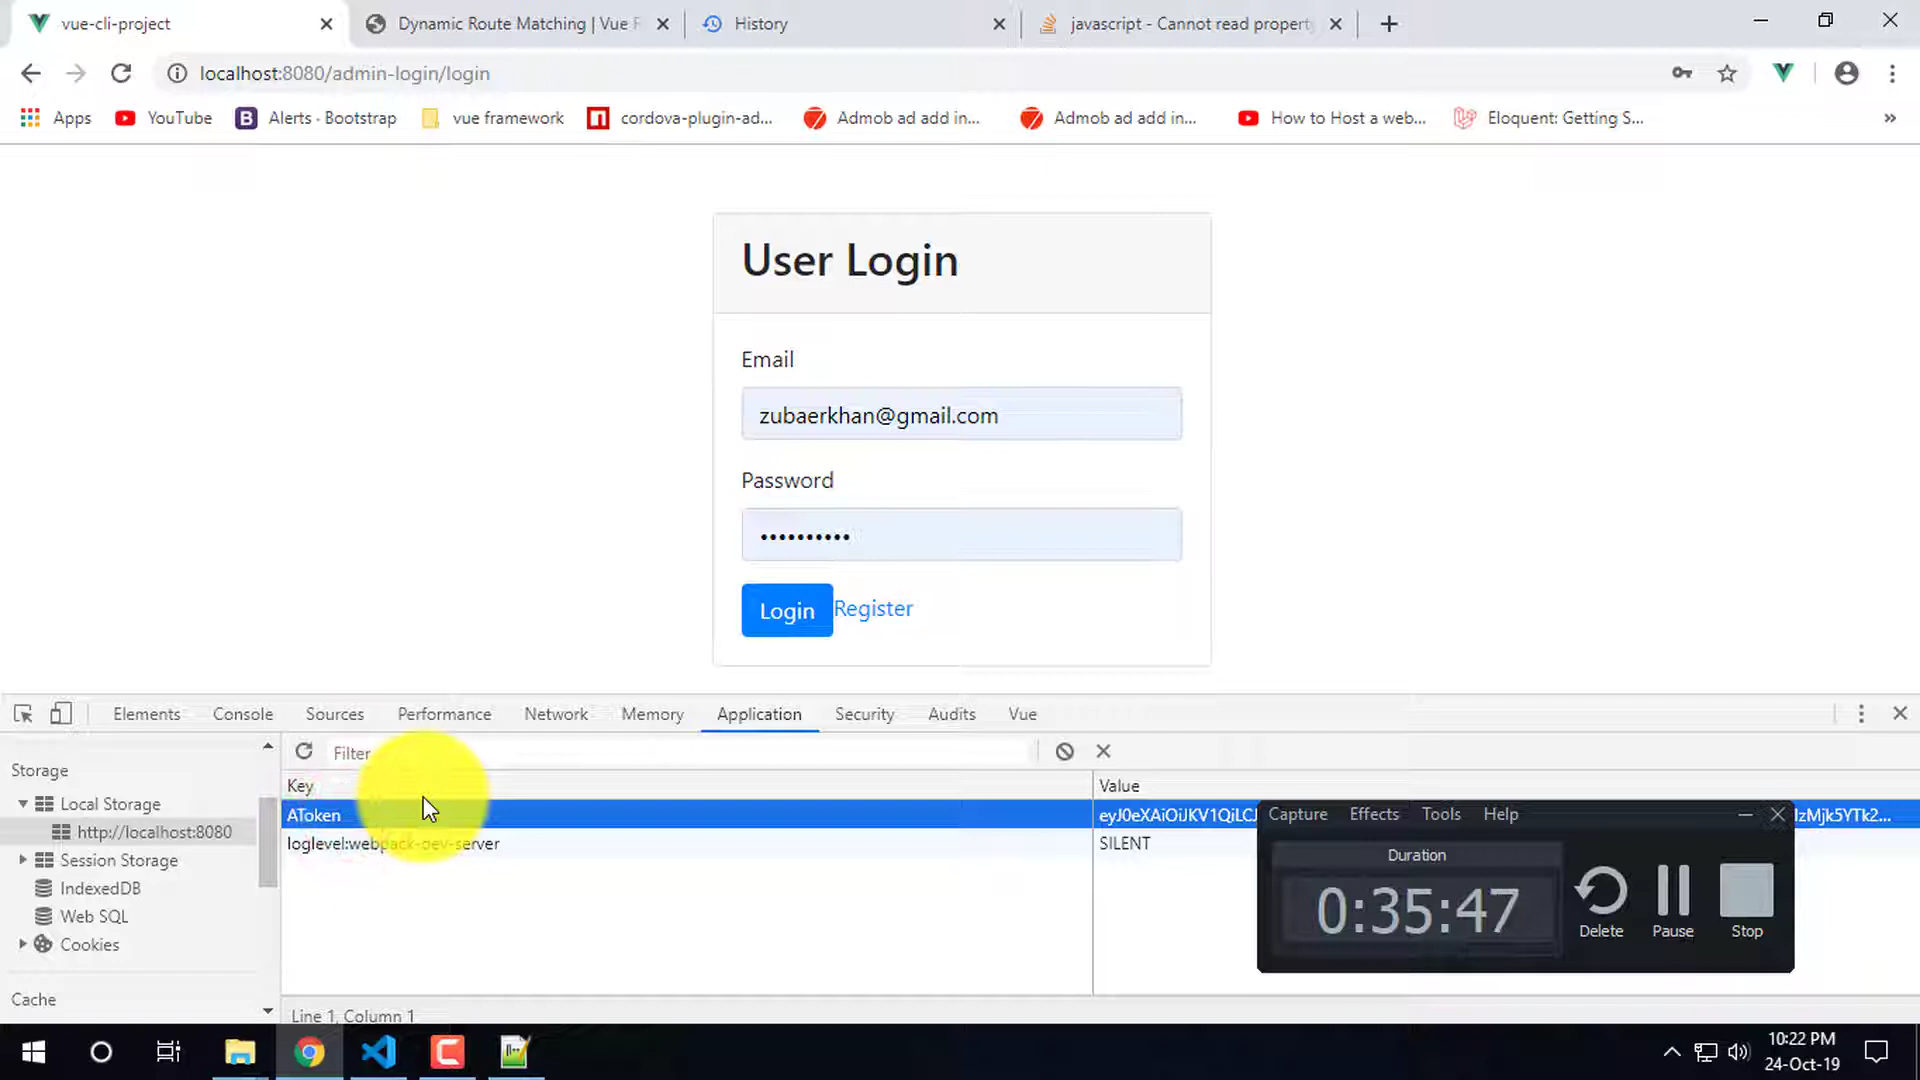 vue-cli-project
Dynamic Route Matching | Vue R
History
javascript - Cannot read property
localhost:8080/admin-login/login
Apps
YouTube
Alerts · Bootstrap
vue framework
cordova-plugin-ad...
Admob ad add in...
Admob ad add in...
How to Host a web...
Eloquent: Getting S...
»
User Login
Email
zubaerkhan@gmail.com
Password
Login
Register
Elements
Console
Sources
Performance
Network
Memory
Application
Security
Audits
Vue
Filter
Storage
Local Storage
http://localhost:8080
Session Storage
IndexedDB
Web SQL
Cookies
Cache
Key
Value
AToken
loglevel:webpack-dev-server
SILENT
Line 1, Column 1
Capture
Effects
Tools
Help
Duration
0:35:47
Delete
Pause
Stop
10:22 PM
24-Oct-19